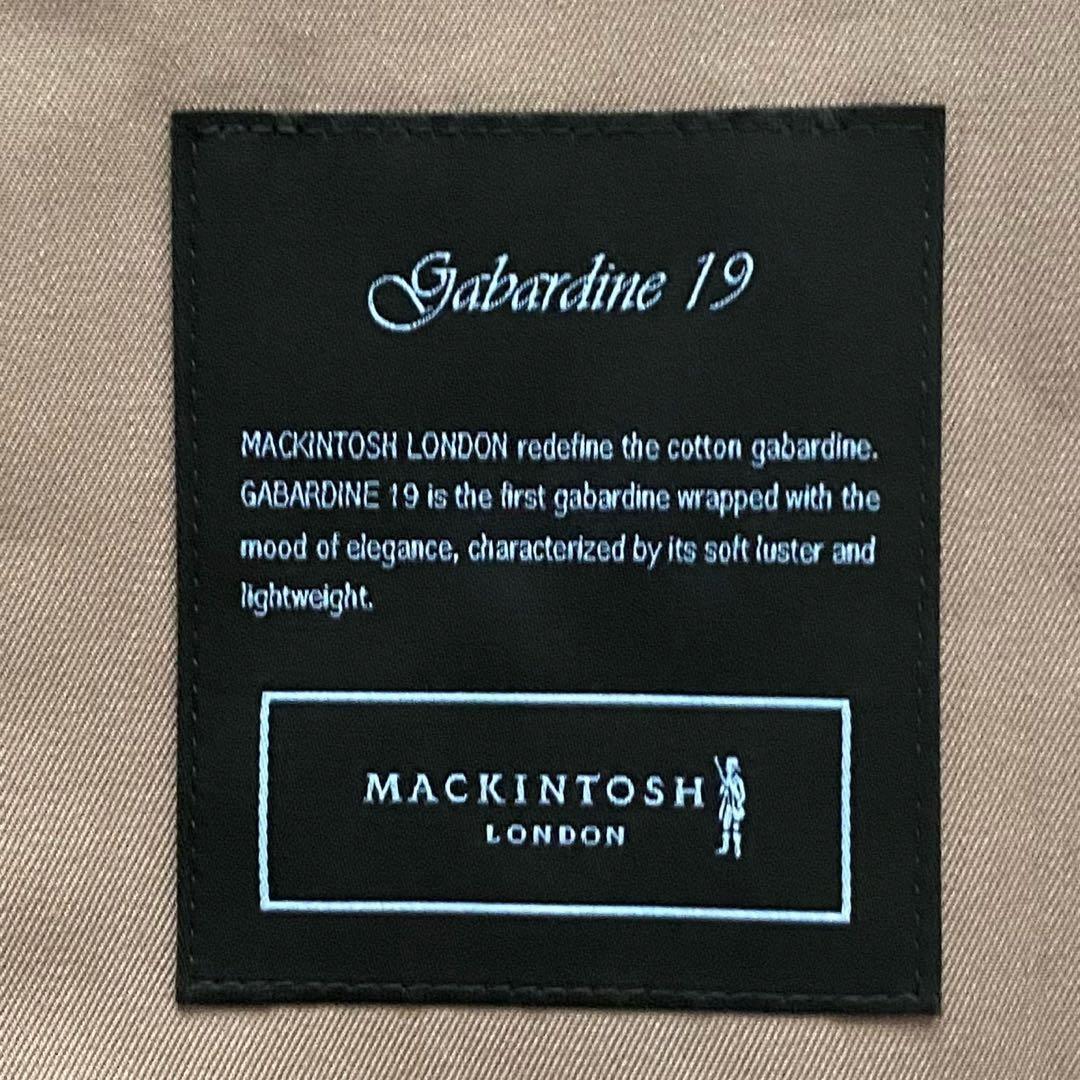 Gabardine 19
MACKINTOSH LONDON redefine the cotton gabardine.
GABARDINE 19 is the first gabardine wrapped with the
mood of elegance, characterized by its soft luster and
lightweight.
MACKINTOSH
LONDON